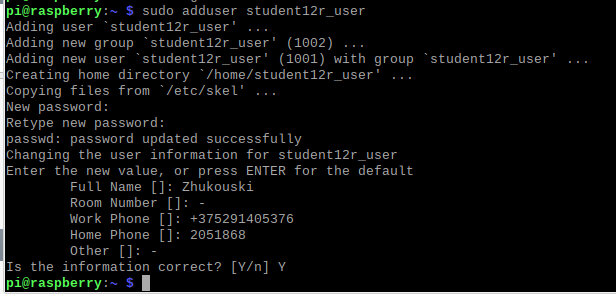 pi@raspberry:~ $ sudo adduser student12r_user
Adding user `student12r_user' ...
Adding new group `student12r_user' (1002) ...
Adding new user `student12r_user' (1001) with group `student12r_user' ...
Creating home directory `/home/student12r_user' ...
Copying files from `/etc/skel' ...
New password:
Retype new password:
passwd: password updated successfully
Changing the user information for student12r_user
Enter the new value, or press ENTER for the default
        Full Name []: Zhukouski
        Room Number []: -
        Work Phone []: +375291405376
        Home Phone []: 2051868
        Other []: -
Is the information correct? [Y/n] Y
pi@raspberry:~ $